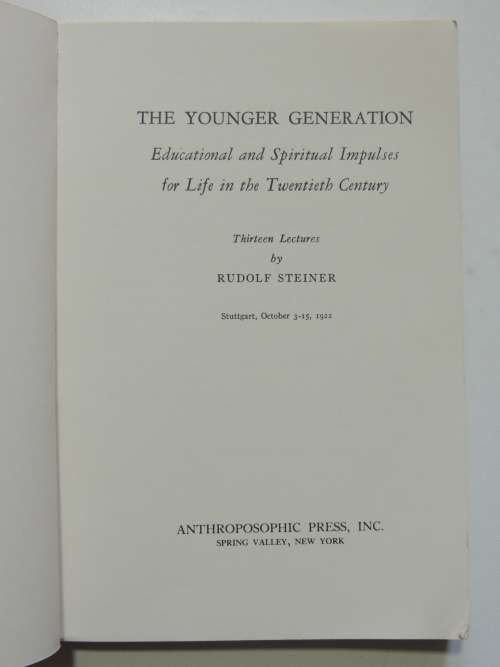 THE YOUNGER GENERATION
Educational and Spiritual Impulses
for Life in the Twentieth Century
Thirteen Lectures
by
RUDOLF STEINER
Stuttgart, October 3-15, 1922
ANTHROPOSOPHIC PRESS, INC.
SPRING VALLEY, NEW YORK